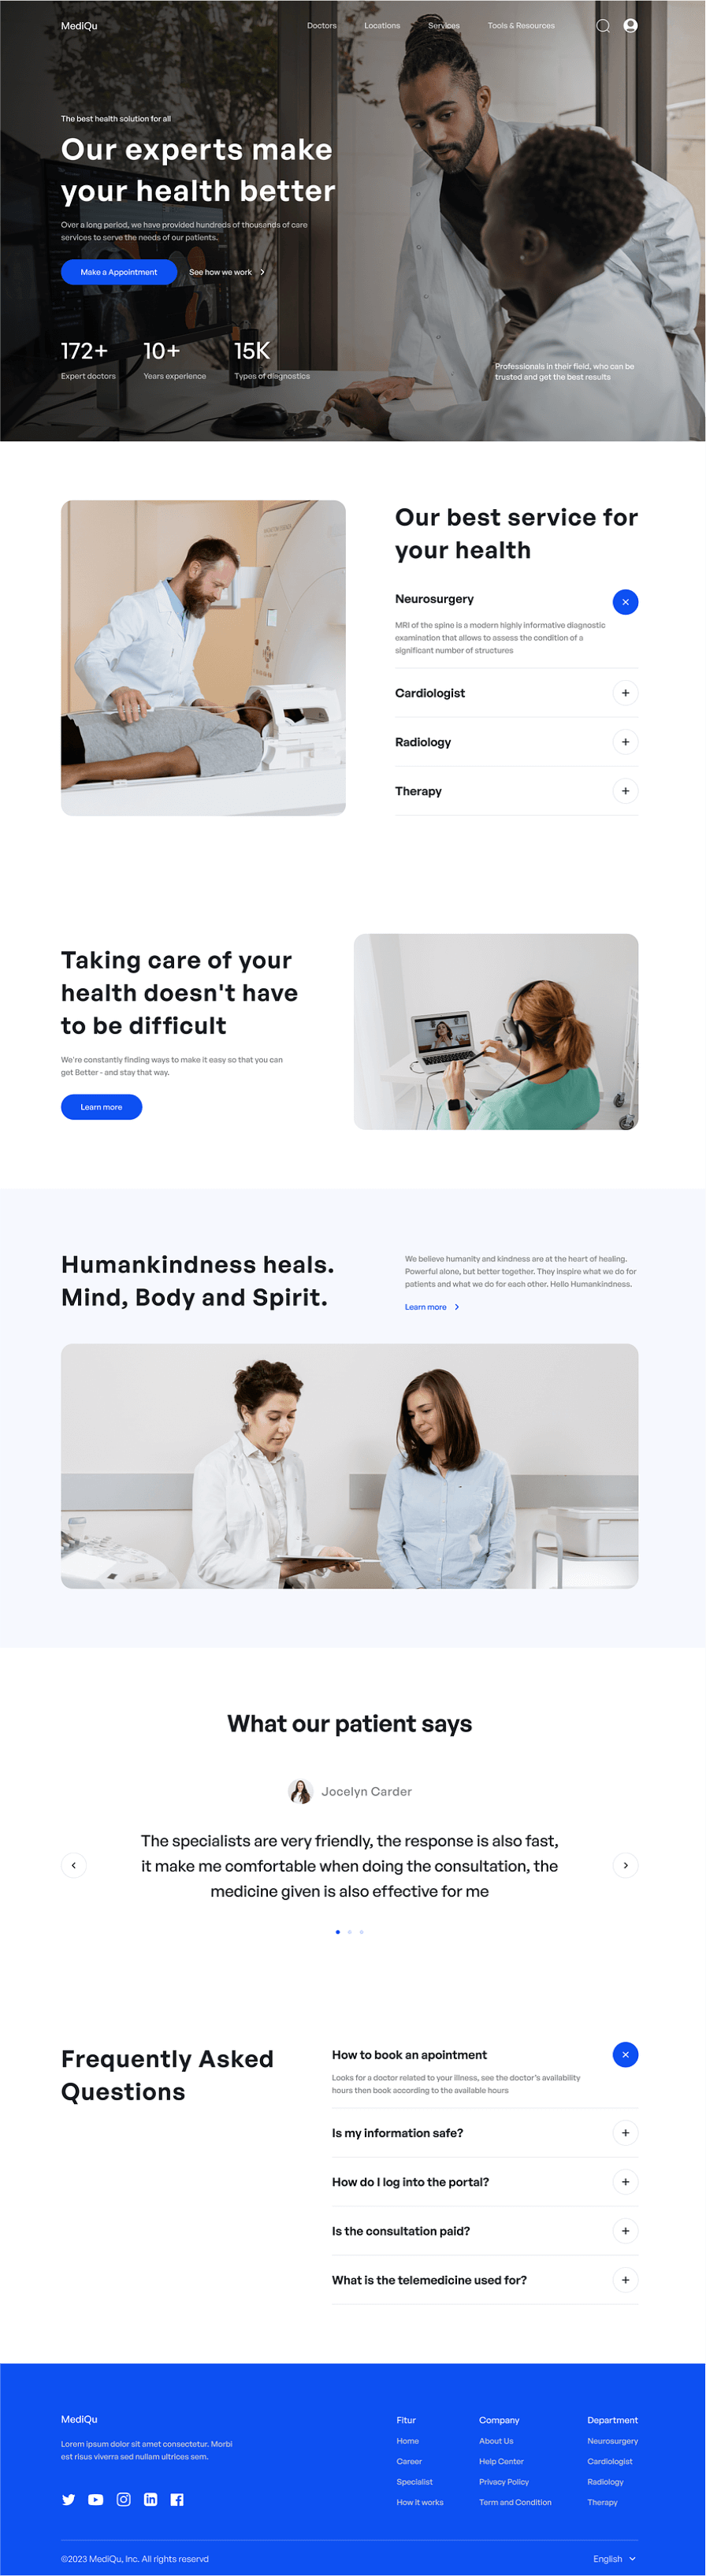 MediQu
Doctors
Locations
Services
Tools & Resources
The best health solution for all
Our experts make
your health better
Over a long period, we have provided hundreds of thousands of care
services to serve the needs of our patients.
Make a Appointment
See how we work
172+
10+
15K
Expert doctors
Years experience
Types of diagnostics
Professionals in their field, who can be
trusted and get the best results
Our best service for
your health
Neurosurgery
MRI of the spine is a modern highly informative diagnostic
examination that allows to assess the condition of a
significant number of structures
Cardiologist
Radiology
Therapy
Taking care of your
health doesn't have
to be difficult
We're constantly finding ways to make it easy so that you can
get Better - and stay that way.
Learn more
Humankindness heals.
Mind, Body and Spirit.
We believe humanity and kindness are at the heart of healing.
Powerful alone, but better together. They inspire what we do for
patients and what we do for each other. Hello Humankindness.
Learn more
What our patient says
Jocelyn Carder
The specialists are very friendly, the response is also fast,
it make me comfortable when doing the consultation, the
medicine given is also effective for me
Frequently Asked
Questions
How to book an apointment
Looks for a doctor related to your illness, see the doctor's availability
hours then book according to the available hours
Is my information safe?
How do I log into the portal?
Is the consultation paid?
What is the telemedicine used for?
MediQu
Lorem ipsum dolor sit amet consectetur. Morbi
est risus viverra sed nullam ultrices sem.
Fitur
Home
Career
Specialist
How it works
Company
About Us
Help Center
Privacy Policy
Term and Condition
Department
Neurosurgery
Cardiologist
Radiology
Therapy
©2023 MediQu, Inc. All rights reservd
English